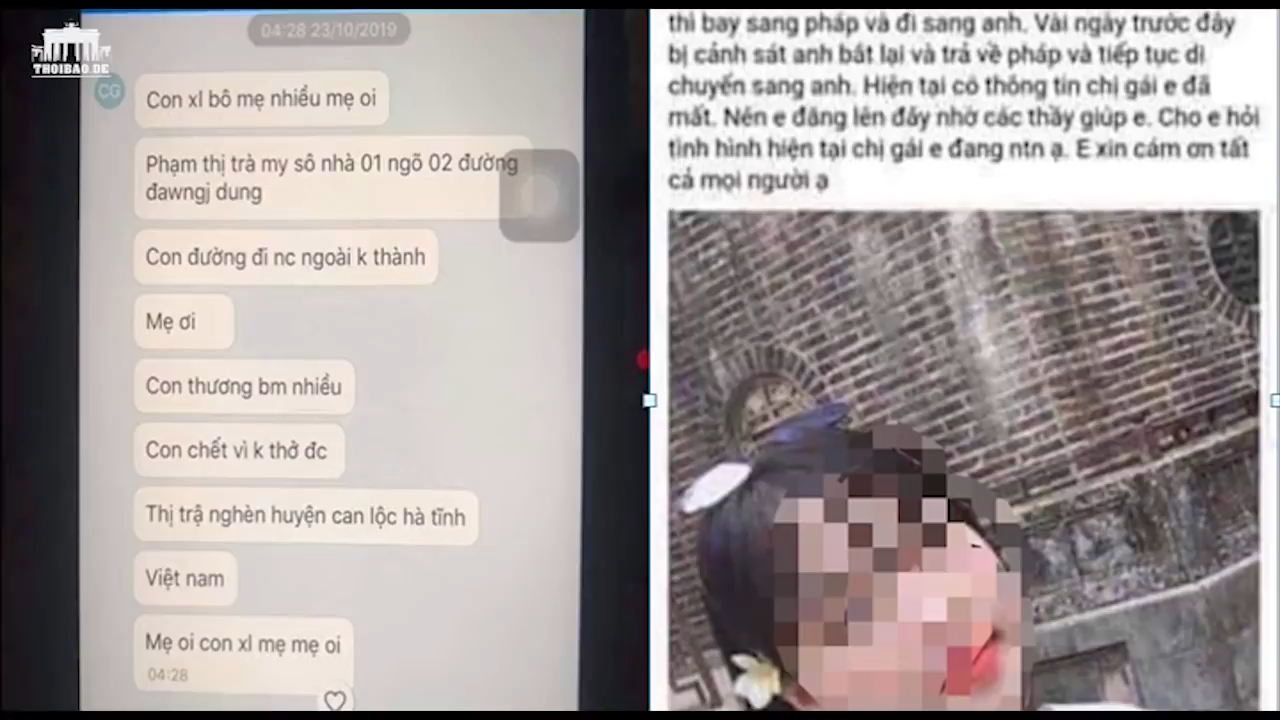 THOIBAO.DE
04:28 23/10/2019
CG
Con xl bô mẹ nhiều mẹ oi
Phạm thị trà my sô nhà 01 ngõ 02 đường
đawngj dung
Con đường đi nc ngoài k thành
Mẹ ơi
Con thương bm nhiều
Con chết vì k thở đc
Thị trậ nghèn huyện can lộc hà tĩnh
Việt nam
Mẹ oi con xl mẹ mẹ oi
04:28
thì bay sang pháp và đi sang anh. Vài ngày trước đây
bị cảnh sát anh bắt lại và trả về pháp và tiếp tục di
chuyển sang anh. Hiện tại có thông tin chị gái e đã
mất. Nên e đăng lên đây nhờ các thầy giúp e. Cho e hỏi
tình hình hiện tại chị gái e đang ntn ạ. E xin cám ơn tất
cả mọi người ạ